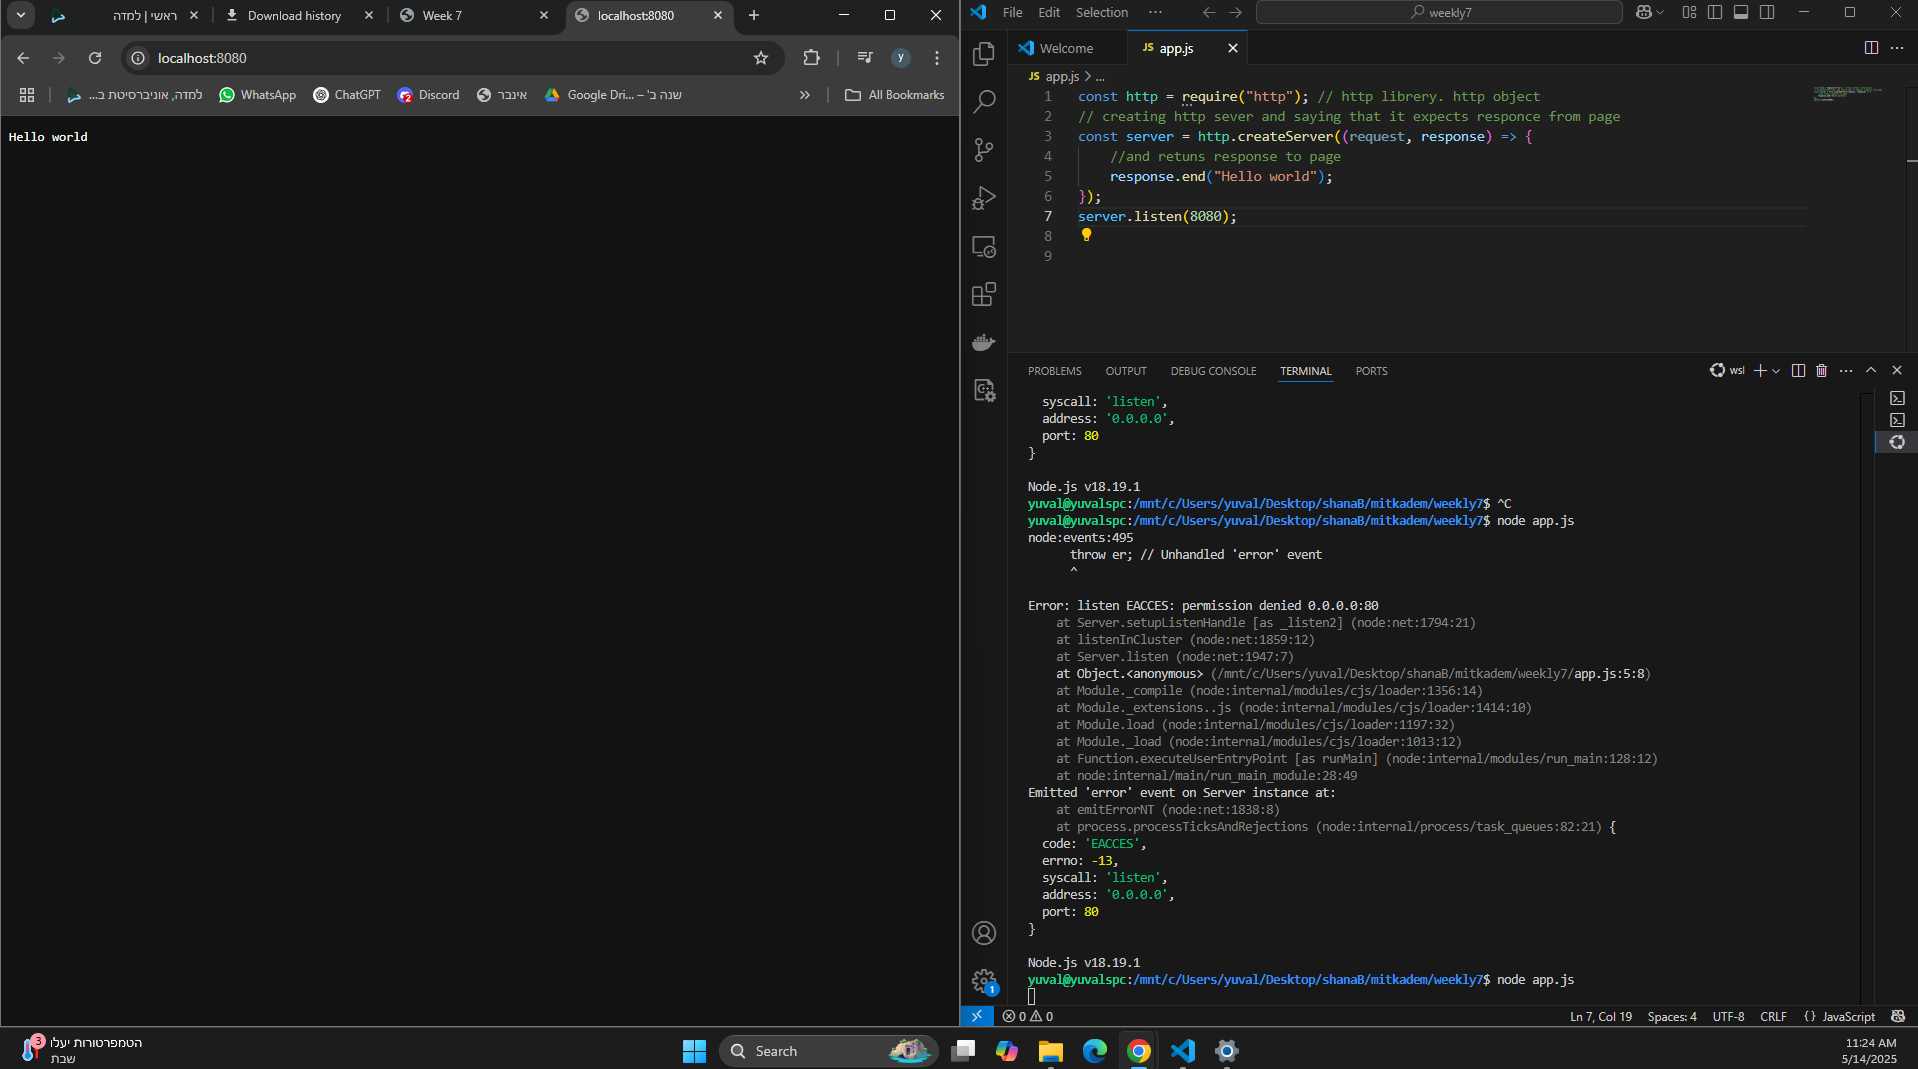 ראשי | למדה
Download history
Week 7
localhost:8080
localhost:8080
y
למדה, אוניברסיטת ב...
WhatsApp
ChatGPT
Discord
אינבר
Google Dri... – שנה ב'
»
All Bookmarks
Hello world
File Edit Selection ···
weekly7
Welcome
JS app.js
JS app.js > ...
1 const http = require("http"); // http librery. http object
2 // creating http sever and saying that it expects responce from page
3 const server = http.createServer((request, response) => {
4 //and retuns response to page
5 response.end("Hello world");
6 });
7 server.listen(8080);
8
9
PROBLEMS OUTPUT DEBUG CONSOLE TERMINAL PORTS
wsl
syscall: 'listen',
address: '0.0.0.0',
port: 80
}
Node.js v18.19.1
yuval@yuvalspc:/mnt/c/Users/yuval/Desktop/shanaB/mitkadem/weekly7$ ^C
yuval@yuvalspc:/mnt/c/Users/yuval/Desktop/shanaB/mitkadem/weekly7$ node app.js
node:events:495
throw er; // Unhandled 'error' event
^
Error: listen EACCES: permission denied 0.0.0.0:80
at Server.setupListenHandle [as _listen2] (node:net:1794:21)
at listenInCluster (node:net:1859:12)
at Server.listen (node:net:1947:7)
at Object.<anonymous> (/mnt/c/Users/yuval/Desktop/shanaB/mitkadem/weekly7/app.js:5:8)
at Module._compile (node:internal/modules/cjs/loader:1356:14)
at Module._extensions..js (node:internal/modules/cjs/loader:1414:10)
at Module.load (node:internal/modules/cjs/loader:1197:32)
at Module._load (node:internal/modules/cjs/loader:1013:12)
at Function.executeUserEntryPoint [as runMain] (node:internal/modules/run_main:128:12)
at node:internal/main/run_main_module:28:49
Emitted 'error' event on Server instance at:
at emitErrorNT (node:net:1838:8)
at process.processTicksAndRejections (node:internal/process/task_queues:82:21) {
code: 'EACCES',
errno: -13,
syscall: 'listen',
address: '0.0.0.0',
port: 80
}
Node.js v18.19.1
yuval@yuvalspc:/mnt/c/Users/yuval/Desktop/shanaB/mitkadem/weekly7$ node app.js
1
0 0
Ln 7, Col 19 Spaces: 4 UTF-8 CRLF {} JavaScript
3
הטמפרטורות יעלו
שבת
Search
11:24 AM
5/14/2025